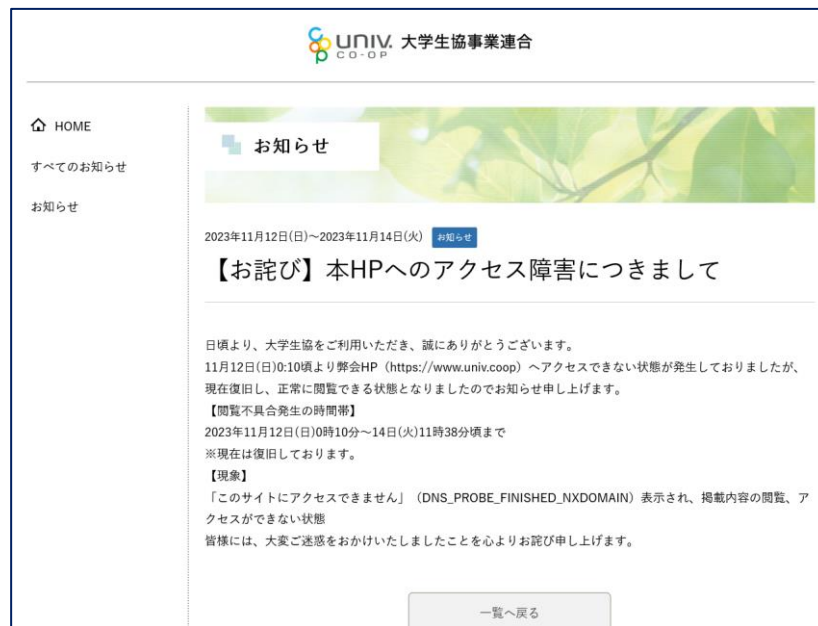 UNIV. CO-OP 大学生協事業連合
HOME
すべてのお知らせ
お知らせ
お知らせ
2023年11月12日(日)～2023年11月14日(火) お知らせ
【お詫び】本HPへのアクセス障害につきまして
日頃より、大学生協をご利用いただき、誠にありがとうございます。
11月12日(日)0:10頃より弊会HP（https://www.univ.coop）へアクセスできない状態が発生しておりましたが、
現在復旧し、正常に閲覧できる状態となりましたのでお知らせ申し上げます。
【閲覧不具合発生の時間帯】
2023年11月12日(日)0時10分～14日(火)11時38分頃まで
※現在は復旧しております。
【現象】
「このサイトにアクセスできません」（DNS_PROBE_FINISHED_NXDOMAIN）表示され、掲載内容の閲覧、ア
クセスができない状態
皆様には、大変ご迷惑をおかけいたしましたことを心よりお詫び申し上げます。
一覧へ戻る